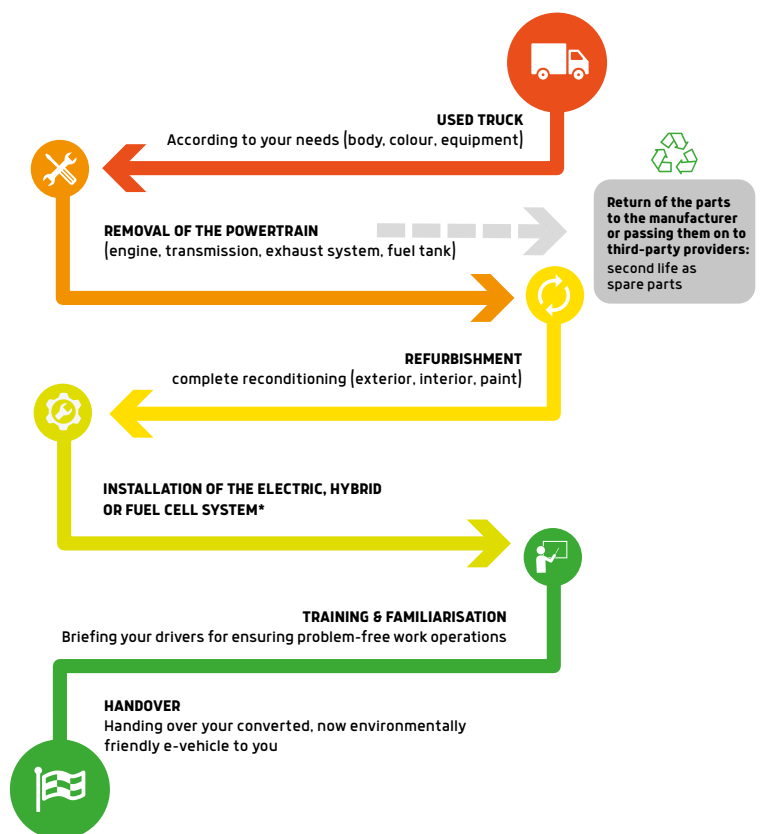 USED TRUCK
According to your needs (body, colour, equipment)
REMOVAL OF THE POWERTRAIN
(engine, transmission, exhaust system, fuel tank)
Return of the parts
to the manufacturer
or passing them on to
third-party providers:
second life as
spare parts
REFURBISHMENT
complete reconditioning (exterior, interior, paint)
INSTALLATION OF THE ELECTRIC, HYBRID
OR FUEL CELL SYSTEM*
TRAINING & FAMILIARISATION
Briefing your drivers for ensuring problem-free work operations
HANDOVER
Handing over your converted, now environmentally
friendly e-vehicle to you